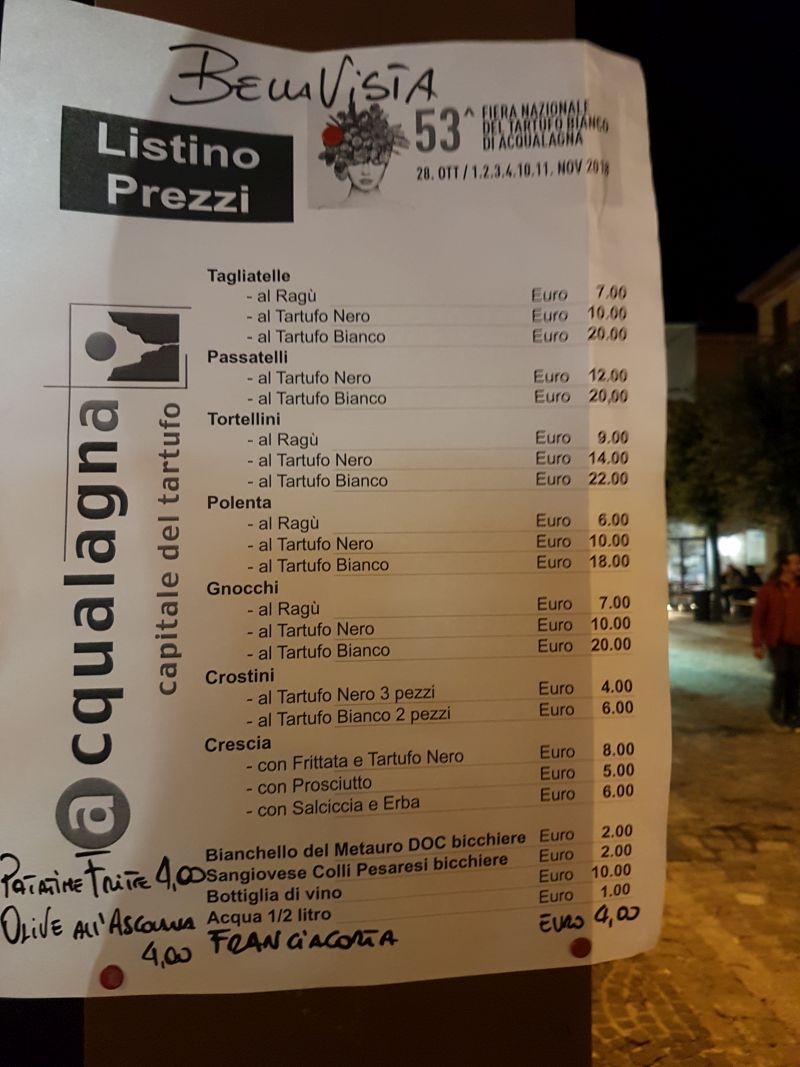 BELLAVISTA
Listino
Prezzi
53^ FIERA NAZIONALE
DEL TARTUFO BIANCO
DI ACQUALAGNA
28. OTT / 1.2.3.4.10.11. NOV 2018
acqualagna
capitale del tartufo
Tagliatelle
- al Ragù Euro 7.00
- al Tartufo Nero Euro 10.00
- al Tartufo Bianco Euro 20.00
Passatelli
- al Tartufo Nero Euro 12.00
- al Tartufo Bianco Euro 20,00
Tortellini
- al Ragù Euro 9.00
- al Tartufo Nero Euro 14.00
- al Tartufo Bianco Euro 22.00
Polenta
- al Ragù Euro 6.00
- al Tartufo Nero Euro 10.00
- al Tartufo Bianco Euro 18.00
Gnocchi
- al Ragù Euro 7.00
- al Tartufo Nero Euro 10.00
- al Tartufo Bianco Euro 20.00
Crostini
- al Tartufo Nero 3 pezzi Euro 4.00
- al Tartufo Bianco 2 pezzi Euro 6.00
Crescia
- con Frittata e Tartufo Nero Euro 8.00
- con Prosciutto Euro 5.00
- con Salciccia e Erba Euro 6.00
Bianchello del Metauro DOC bicchiere Euro 2.00
Sangiovese Colli Pesaresi bicchiere Euro 2.00
Bottiglia di vino Euro 10.00
Acqua 1/2 litro Euro 1.00
FRANCIACORTA EURO 4,00
PATATINE FRITTE 4,00
OLIVE ALL'ASCOLANA
4,00